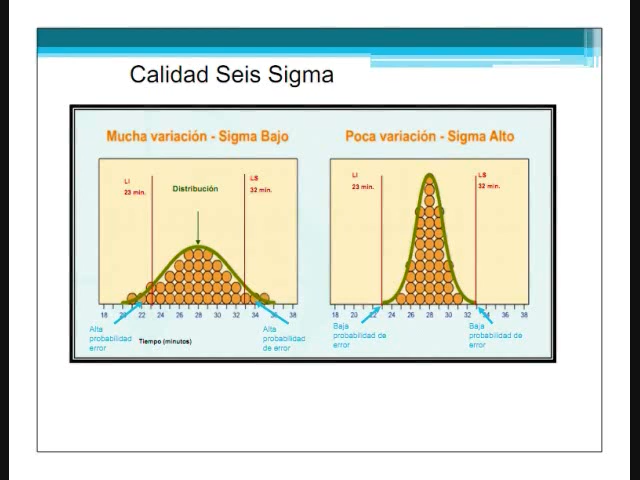 Calidad Seis Sigma
Mucha variación - Sigma Bajo
LI
23 min.
Distribución
LS
32 min.
18 20 22 24 26 28 30 32 34 36 38
Alta
probabilidad
error
Tiempo (minutos)
Alta
probabilidad
de error
Poca variación - Sigma Alto
LI
23 min.
LS
32 min.
18 20 22 24 26 28 30 32 34 36 38
Baja
probabilidad de
error
Baja
probabilidad de
error